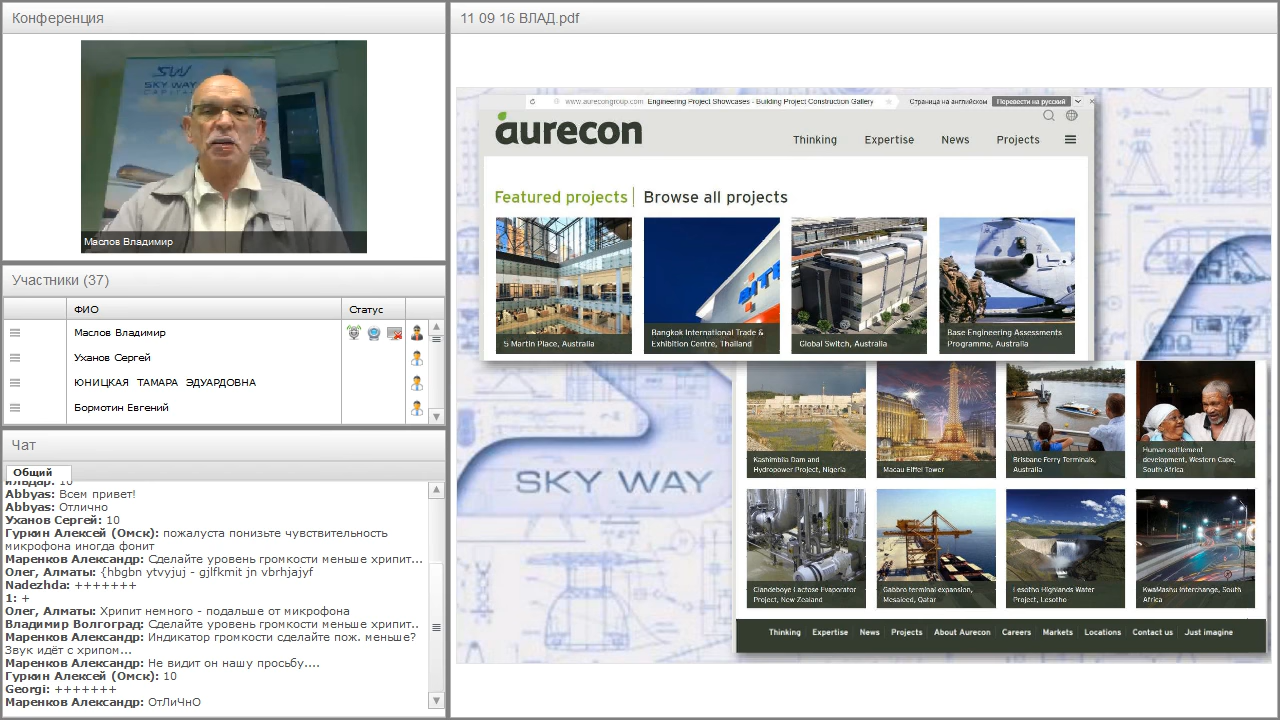 Конференция
SW
SKY WAY
CAPITAL
Маслов Владимир
Участники (37)
ФИО Статус
Маслов Владимир
Уханов Сергей
ЮНИЦКАЯ ТАМАРА ЭДУАРДОВНА
Бормотин Евгений
Чат
Общий
Ильдар: 10
Abbyas: Всем привет!
Abbyas: Отлично
Уханов Сергей: 10
Гуркин Алексей (Омск): пожалуста понизьте чувствительность
микрофона иногда фонит
Маренков Александр: Сделайте уровень громкости меньше хрипит...
Олег, Алматы: {hbgbn ytvyjuj - gjlfkmit jn vbrhjajyf
Nadezhda: +++++++
1: +
Олег, Алматы: Хрипит немного - подальше от микрофона
Владимир Волгоград: Сделайте уровень громкости меньше хрипит..
Маренков Александр: Индикатор громкости сделайте пож. меньше?
Звук идёт с хрипом...
Маренков Александр: Не видит он нашу просьбу....
Гуркин Алексей (Омск): 10
Georgi: +++++++
Маренков Александр: ОтЛиЧнО
11 09 16 ВЛАД.pdf
www.aurecongroup.com Engineering Project Showcases - Building Project Construction Gallery Страница на английском Перевести на русский
aurecon
Thinking Expertise News Projects
Featured projects Browse all projects
5 Martin Place, Australia
Bangkok International Trade &
Exhibition Centre, Thailand
Global Switch, Australia
Base Engineering Assessments
Programme, Australia
Kashimbila Dam and
Hydropower Project, Nigeria
Macau Eiffel Tower
Brisbane Ferry Terminals,
Australia
Human settlement
development, Western Cape,
South Africa
SKY WAY
Clandeboye Lactose Evaporator
Project, New Zealand
Gabbro terminal expansion,
Mesaieed, Qatar
Lesotho Highlands Water
Project, Lesotho
KwaMashu Interchange, South
Africa
Thinking Expertise News Projects About Aurecon Careers Markets Locations Contact us Just imagine